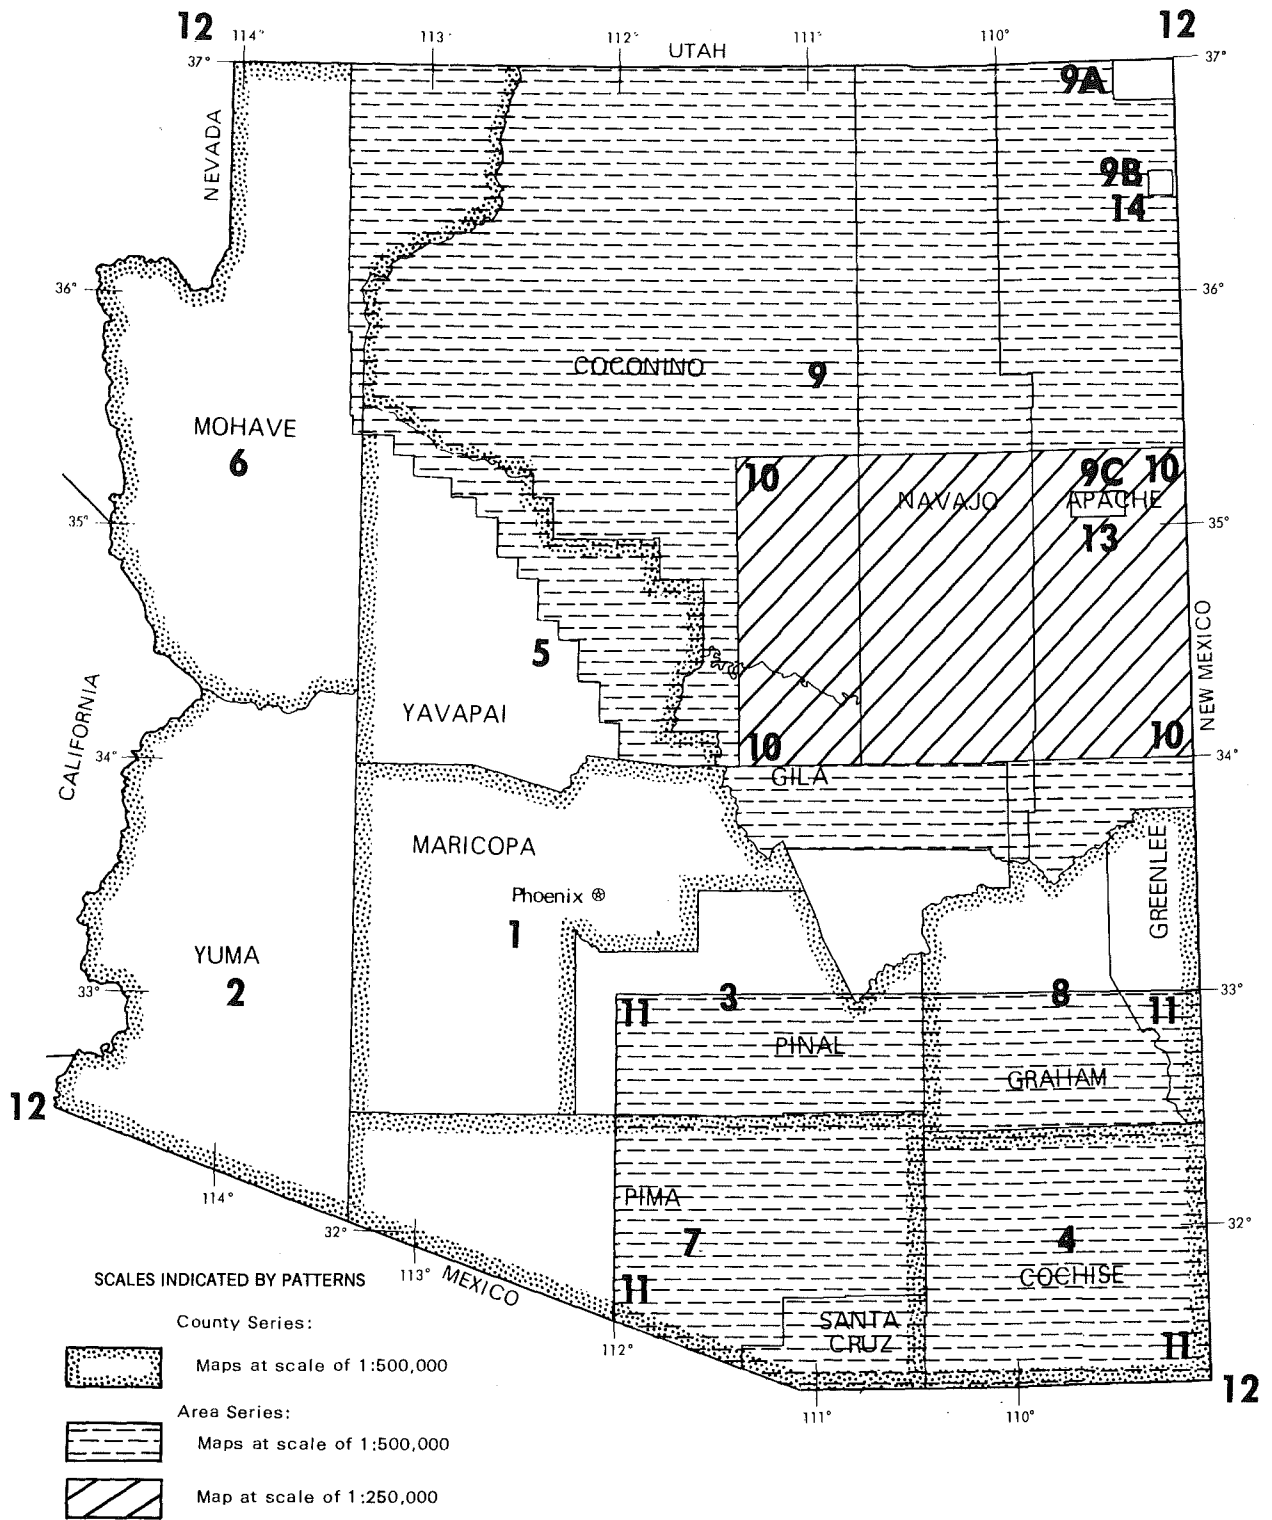 12
12
114°
113°
112°
111°
110°
UTAH
37°
37°
9A
NEVADA
9B
14
36°
36°
COCONINO
9
MOHAVE
6
10
9C
10
NAVAJO
APACHE
13
35°
35°
NEW MEXICO
5
CALIFORNIA
YAVAPAI
10
10
34°
34°
GILA
MARICOPA
GREENLEE
Phoenix
1
YUMA
2
33°
33°
3
8
11
11
PINAL
GRAHAM
12
114°
PIMA
32°
32°
7
4
113°
MEXICO
COCHISE
11
SANTA
CRUZ
11
112°
12
111°
110°
SCALES INDICATED BY PATTERNS
County Series:
Maps at scale of 1:500,000
Area Series:
Maps at scale of 1:500,000
Map at scale of 1:250,000